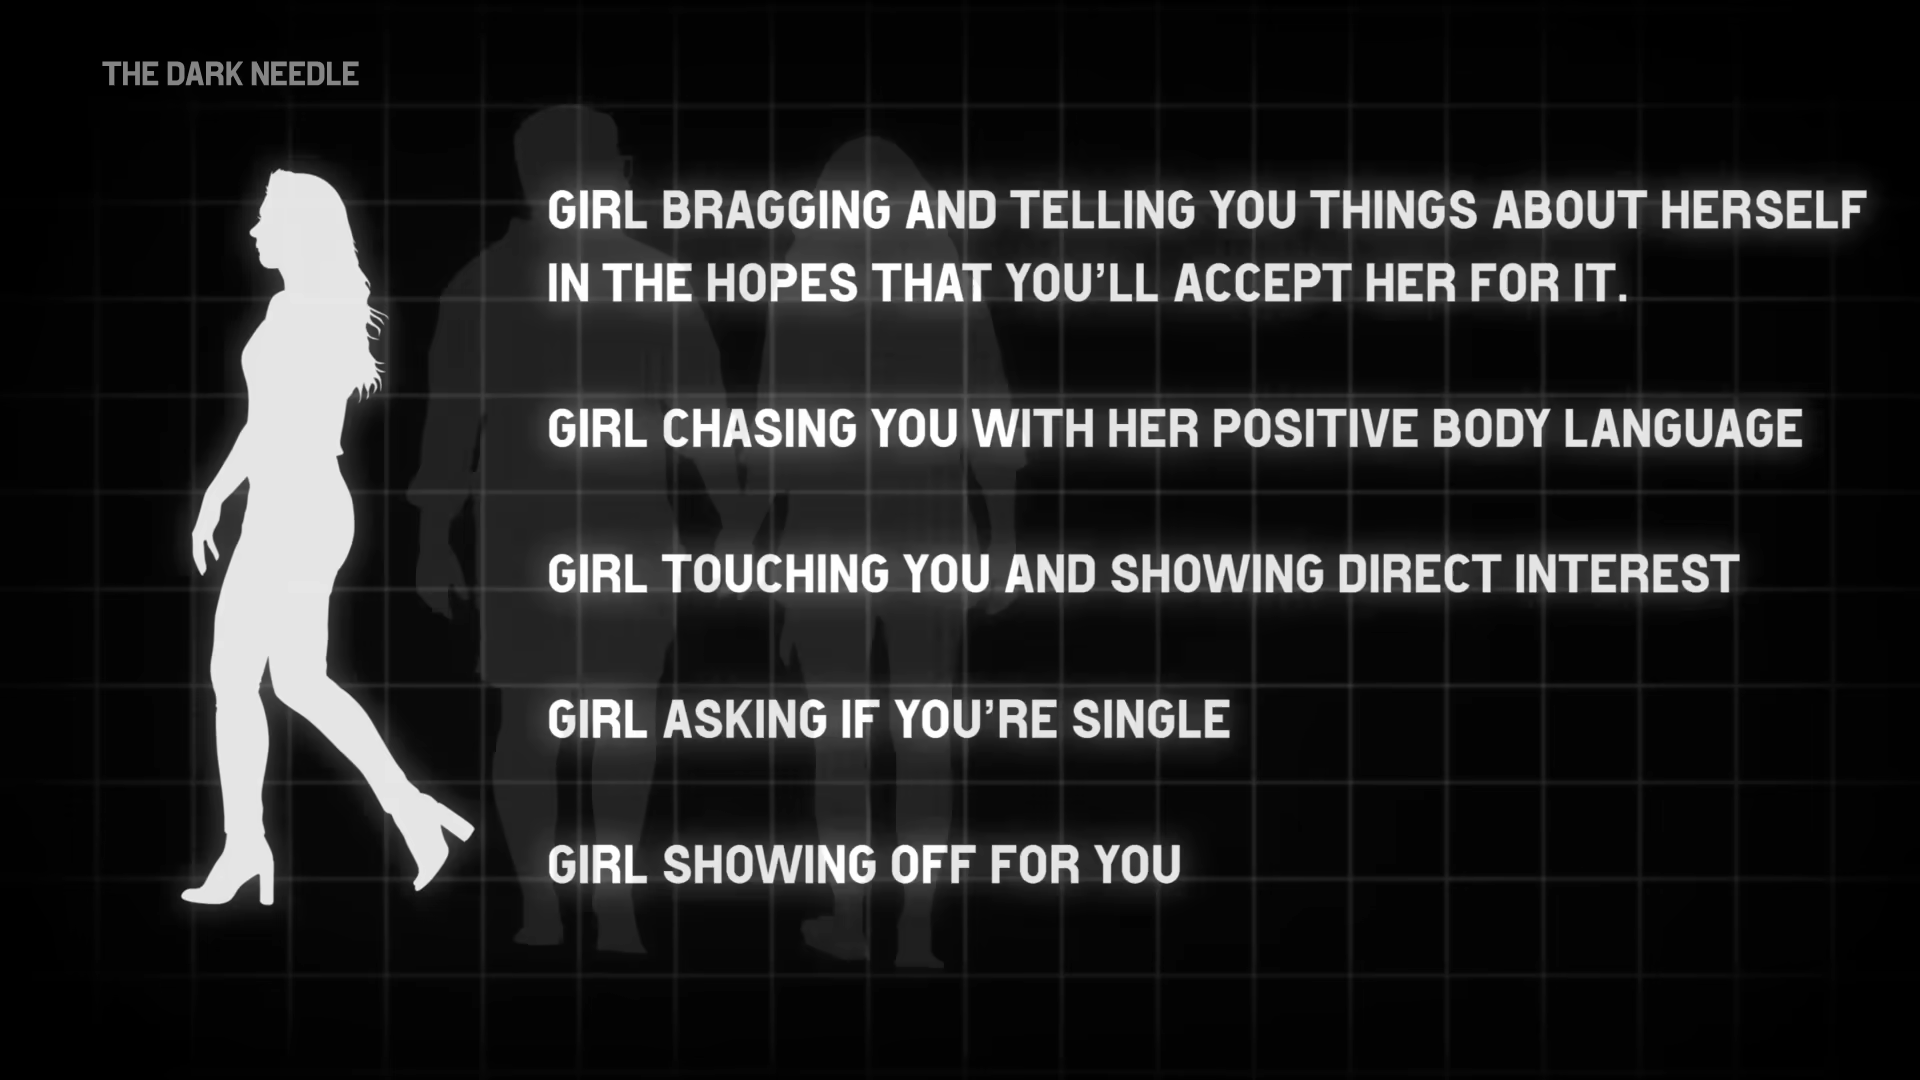 THE DARK NEEDLE
GIRL BRAGGING AND TELLING YOU THINGS ABOUT HERSELF
IN THE HOPES THAT YOU’LL ACCEPT HER FOR IT.
GIRL CHASING YOU WITH HER POSITIVE BODY LANGUAGE
GIRL TOUCHING YOU AND SHOWING DIRECT INTEREST
GIRL ASKING IF YOU’RE SINGLE
GIRL SHOWING OFF FOR YOU